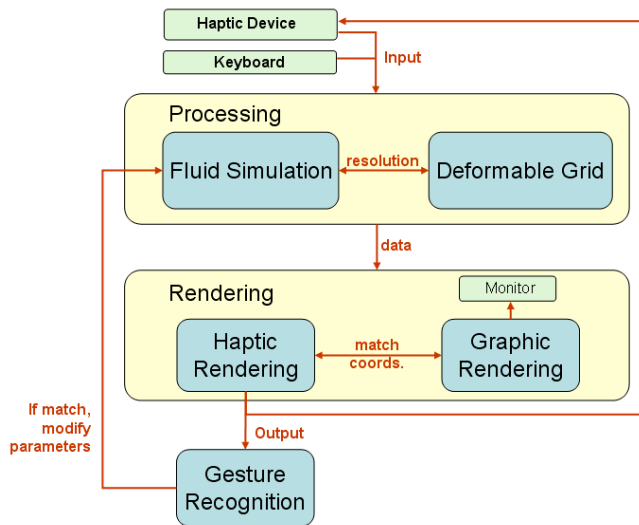 Haptic Device
Keyboard
Input
Processing
Fluid Simulation
resolution
Deformable Grid
data
Rendering
Monitor
Haptic
Rendering
match
coords.
Graphic
Rendering
If match,
modify
parameters
Output
Gesture
Recognition